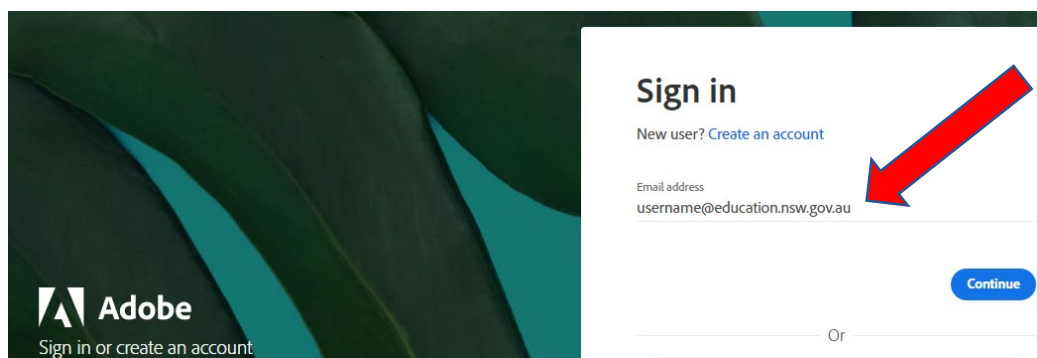 Adobe
Sign in or create an account
Sign in
New user? Create an account
Email address
username@education.nsw.gov.au
Continue
Or